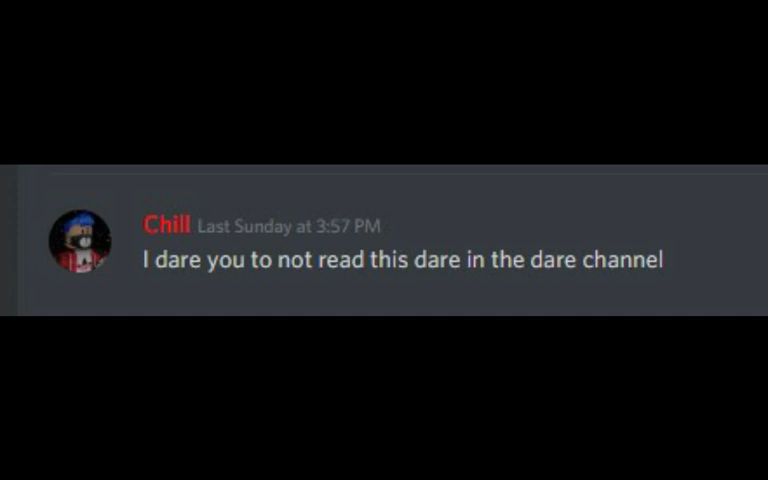 Chill Last Sunday at 3:57 PM
I dare you to not read this dare in the dare channel